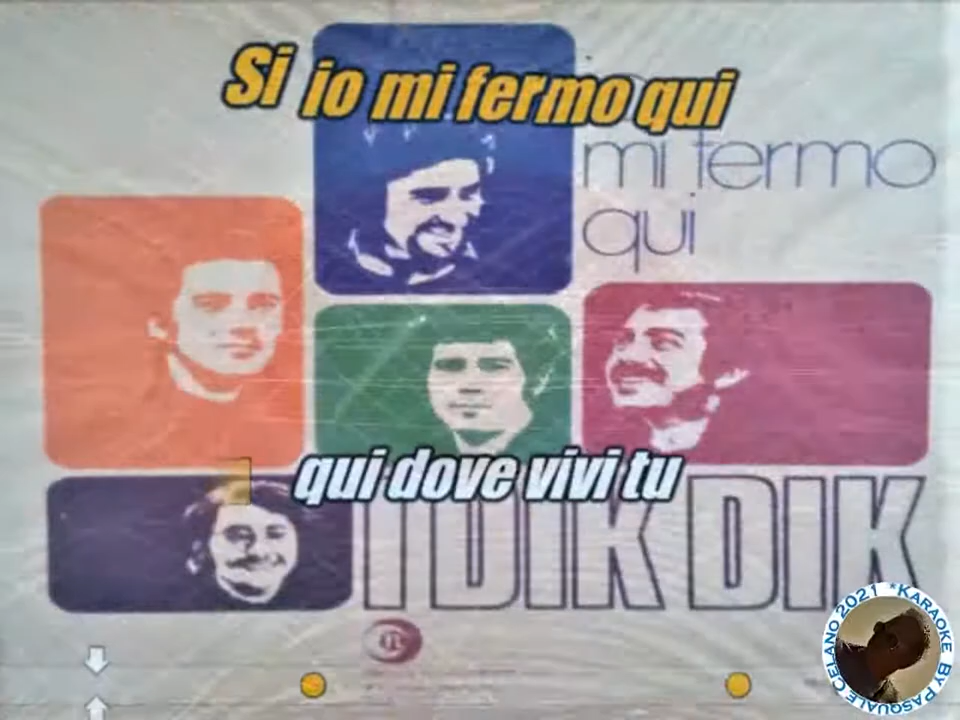 Si io mi fermo qui
mi fermo
qui
qui dove vivi tu
I DIK DIK
CELANO 2021 *KARAOKE BY PASQUALE